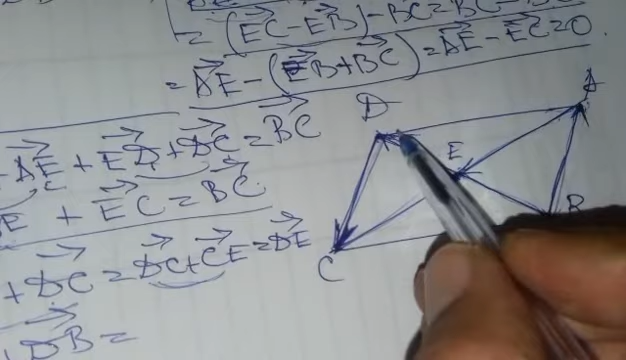 = (EC→ - EB→) - BC→ = BC→ -
= AE→ - (EB→ + BC→) = AE→ - EC→ = 0.
- AE→ + ED→ + DC→ = BC→
E + EC→ = BC→
+ DC→ = DC→ + CE→ = DE→
DB→ =
D
A
E
B
C